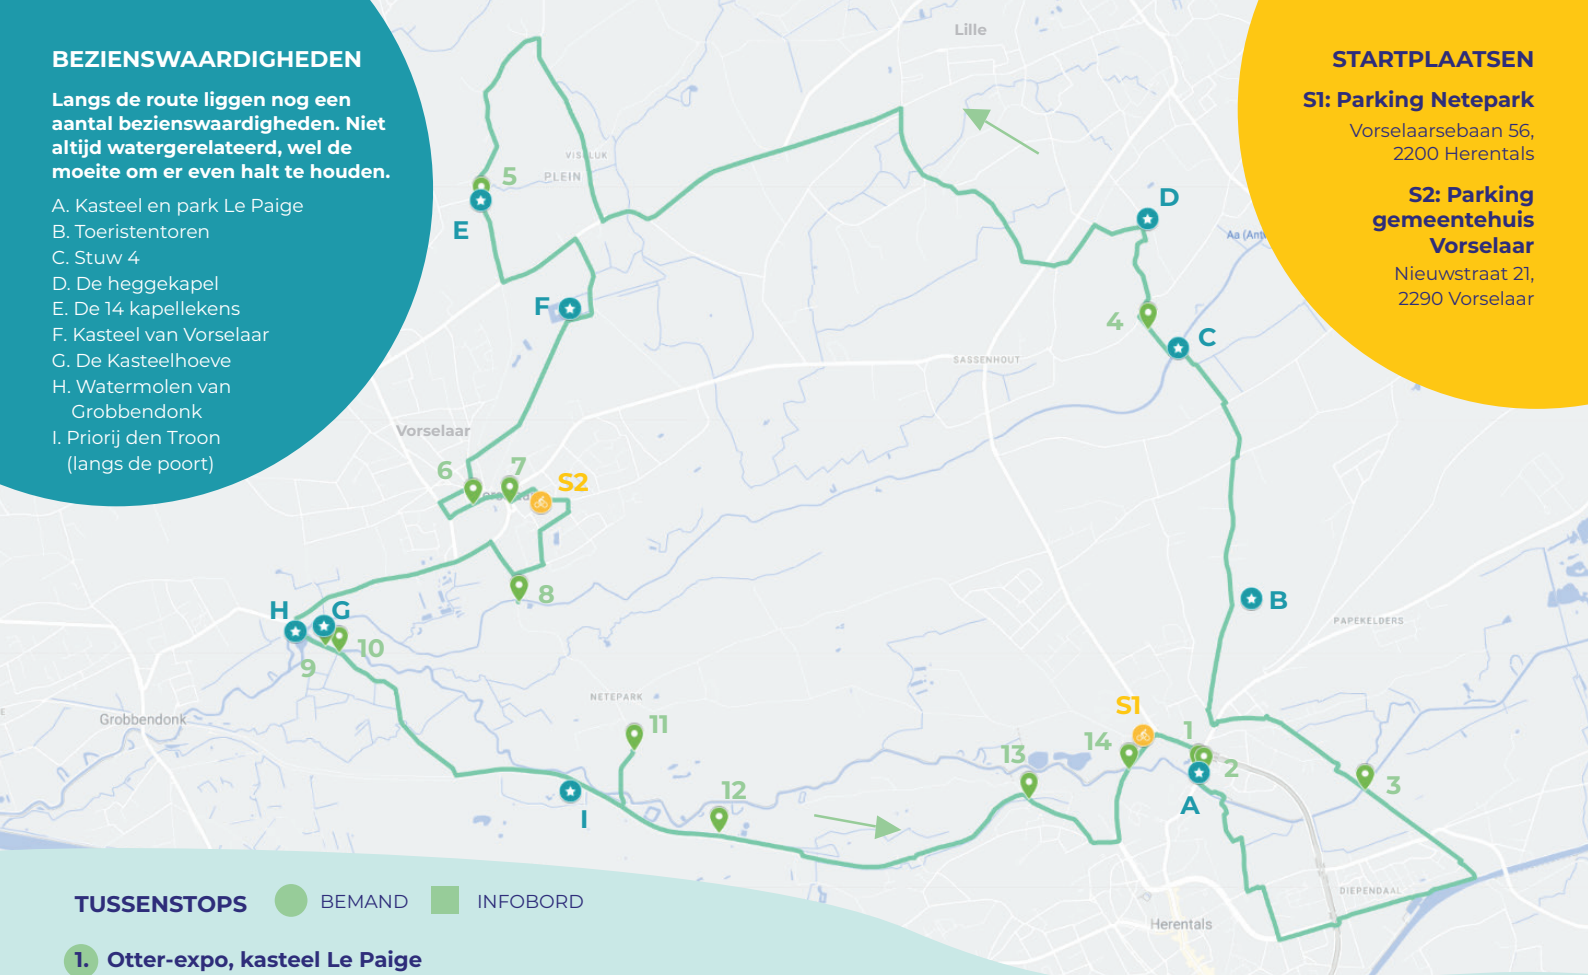 BEZIENSWAARDIGHEDEN
Langs de route liggen nog een
aantal bezienswaardigheden. Niet
altijd watergerelateerd, wel de
moeite om er even halt te houden.
A. Kasteel en park Le Paige
B. Toeristentoren
C. Stuw 4
D. De heggekapel
E. De 14 kapellekens
F. Kasteel van Vorselaar
G. De Kasteelhoeve
H. Watermolen van
Grobbendonk
I. Priorij den Troon
(langs de poort)
STARTPLAATSEN
S1: Parking Netepark
Vorselaarsebaan 56,
2200 Herentals
S2: Parking
gemeentehuis
Vorselaar
Nieuwstraat 21,
2290 Vorselaar
Lille
VISBLUK
PLEIN
5
E
D
Aa (Ant
F
4
C
SASSENHOUT
Vorselaar
6
7
S2
8
H
G
9
10
B
PAPEKELDERS
Grobbendonk
NETEPARK
11
12
I
13
14
S1
1
2
A
3
DIEPENDAAL
Herentals
TUSSENSTOPS
BEMAND
INFOBORD
1. Otter-expo, kasteel Le Paige